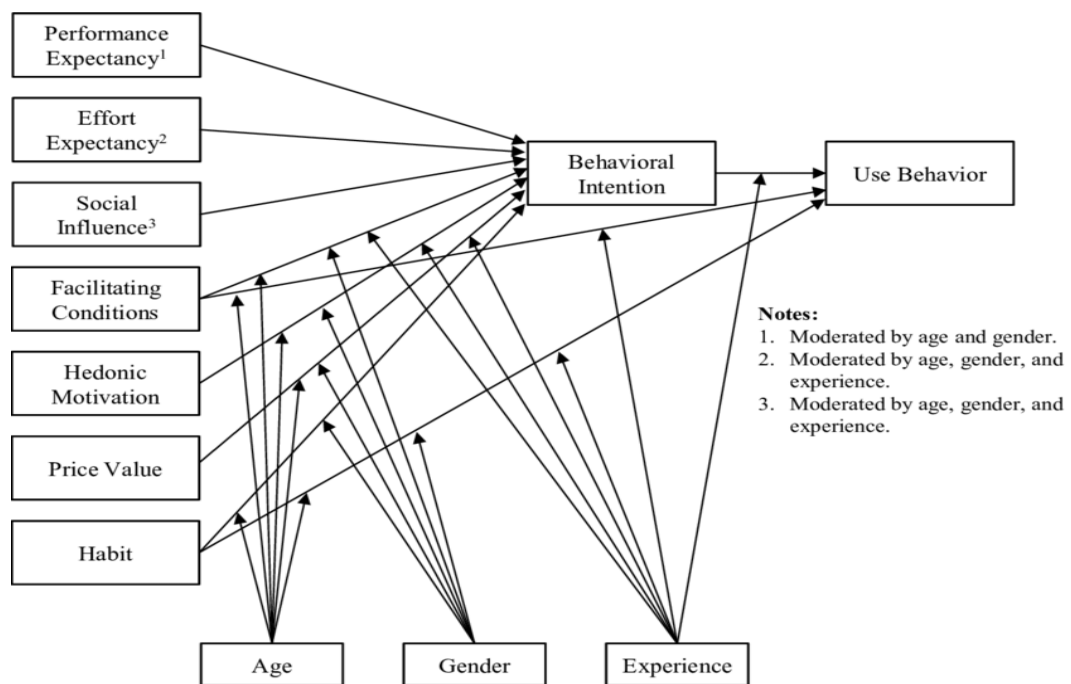 Performance
Expectancy¹
Effort
Expectancy²
Social
Influence³
Facilitating
Conditions
Hedonic
Motivation
Price Value
Habit
Behavioral
Intention
Use Behavior
Notes:
1. Moderated by age and gender.
2. Moderated by age, gender, and
experience.
3. Moderated by age, gender, and
experience.
Age
Gender
Experience